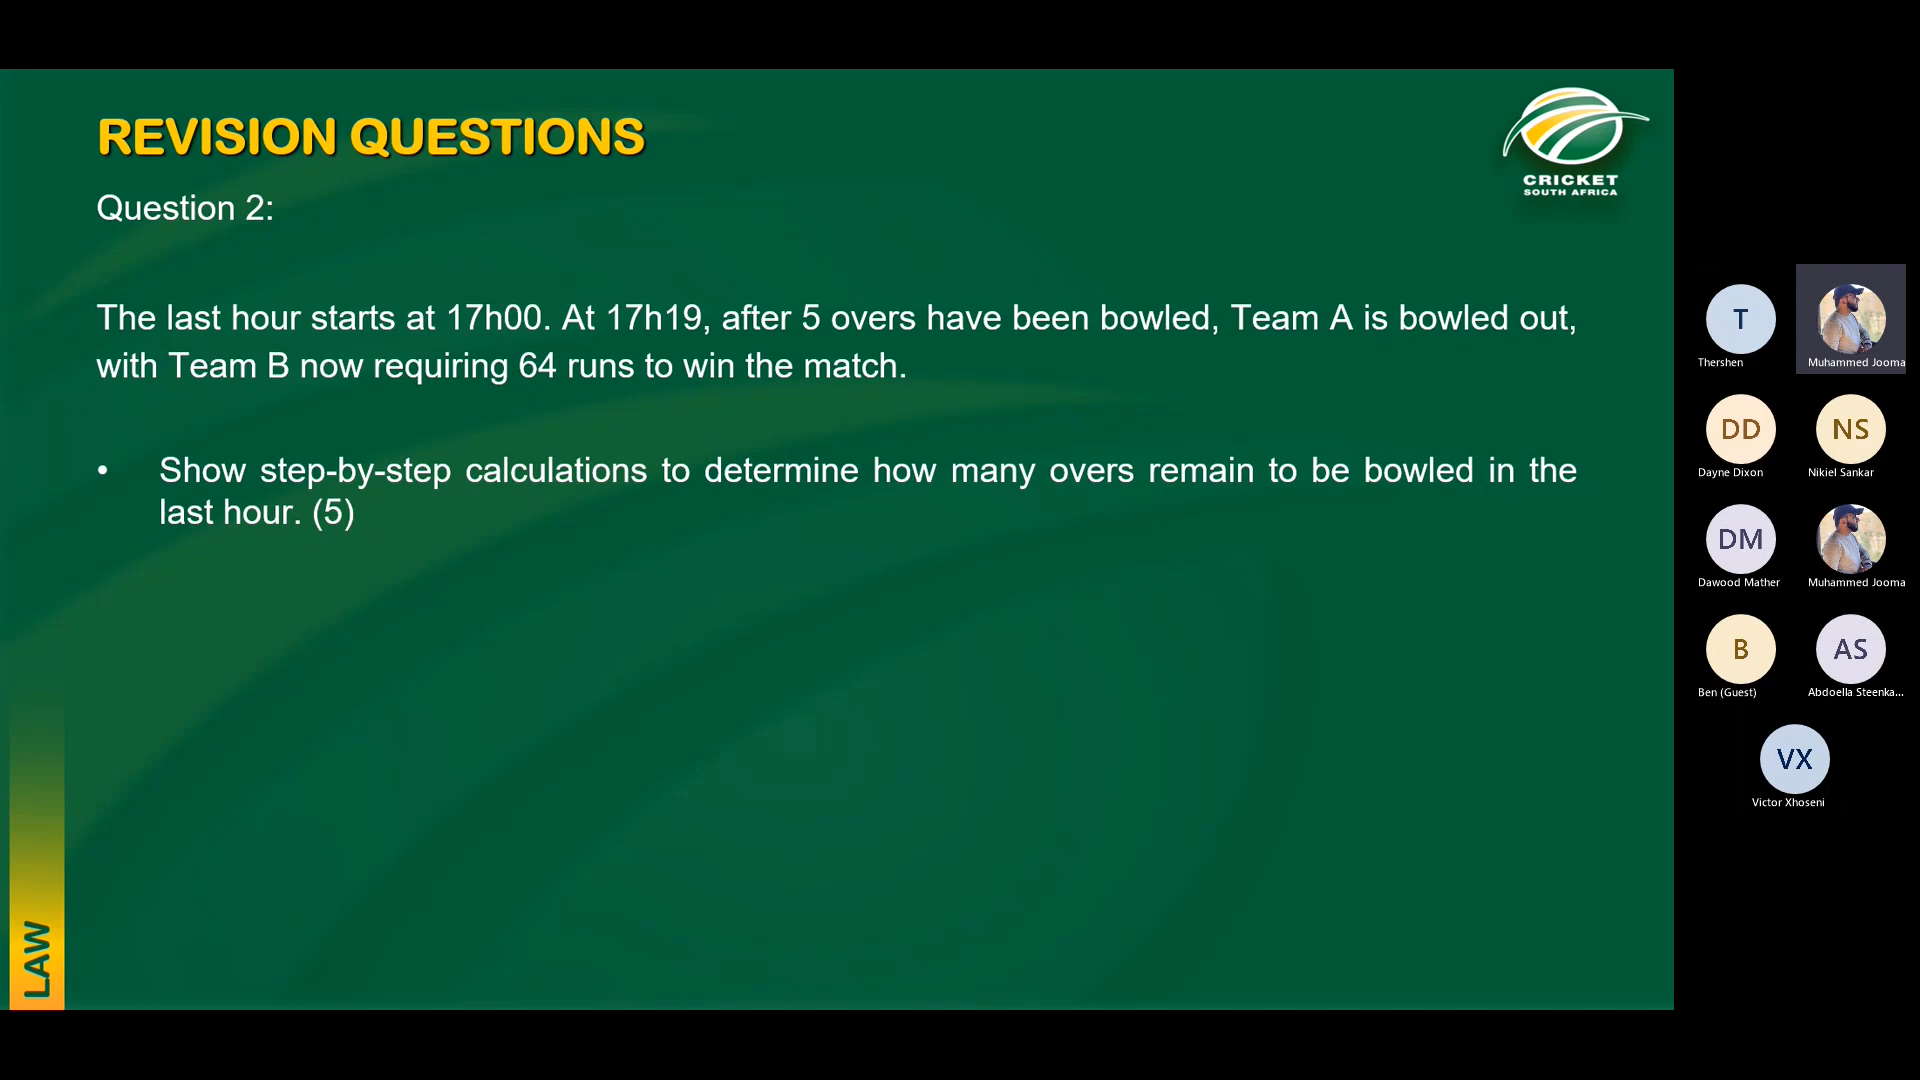 REVISION QUESTIONS
CRICKET
SOUTH AFRICA
Question 2:
The last hour starts at 17h00. At 17h19, after 5 overs have been bowled, Team A is bowled out,
with Team B now requiring 64 runs to win the match.
• Show step-by-step calculations to determine how many overs remain to be bowled in the
last hour. (5)
LAW
T
Thershen
Muhammed Jooma
DD
Dayne Dixon
NS
Nikiel Sankar
DM
Dawood Mather
Muhammed Jooma
B
Ben (Guest)
AS
Abdoella Steenka...
VX
Victor Xhoseni